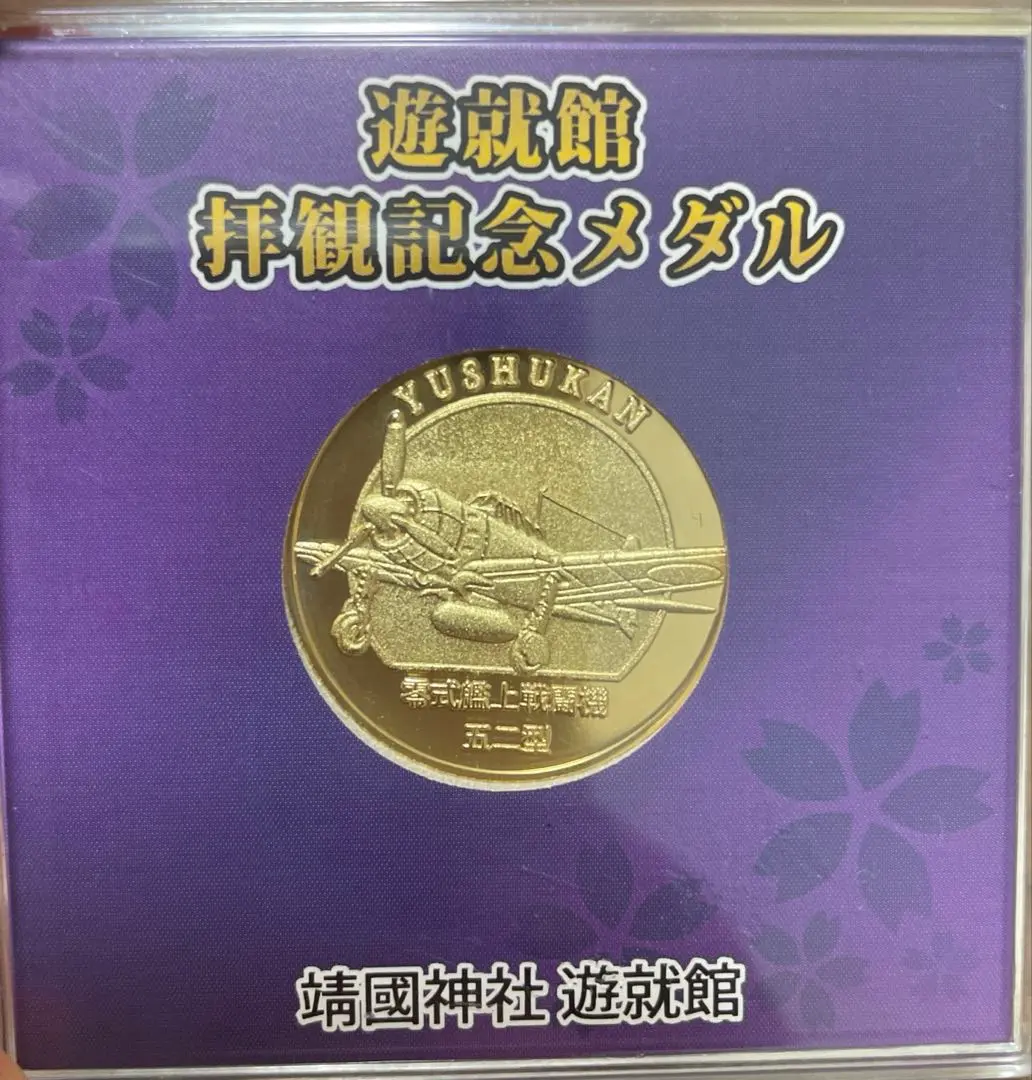 遊就館
拝観記念メダル
YUSHUKAN
零式艦上戦闘機
五二型
靖國神社 遊就館